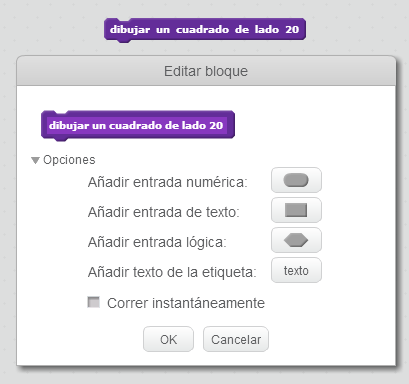 dibujar un cuadrado de lado 20
Editar bloque
dibujar un cuadrado de lado 20
Opciones
Añadir entrada numérica:
Añadir entrada de texto:
Añadir entrada lógica:
Añadir texto de la etiqueta: texto
Correr instantáneamente
OK Cancelar